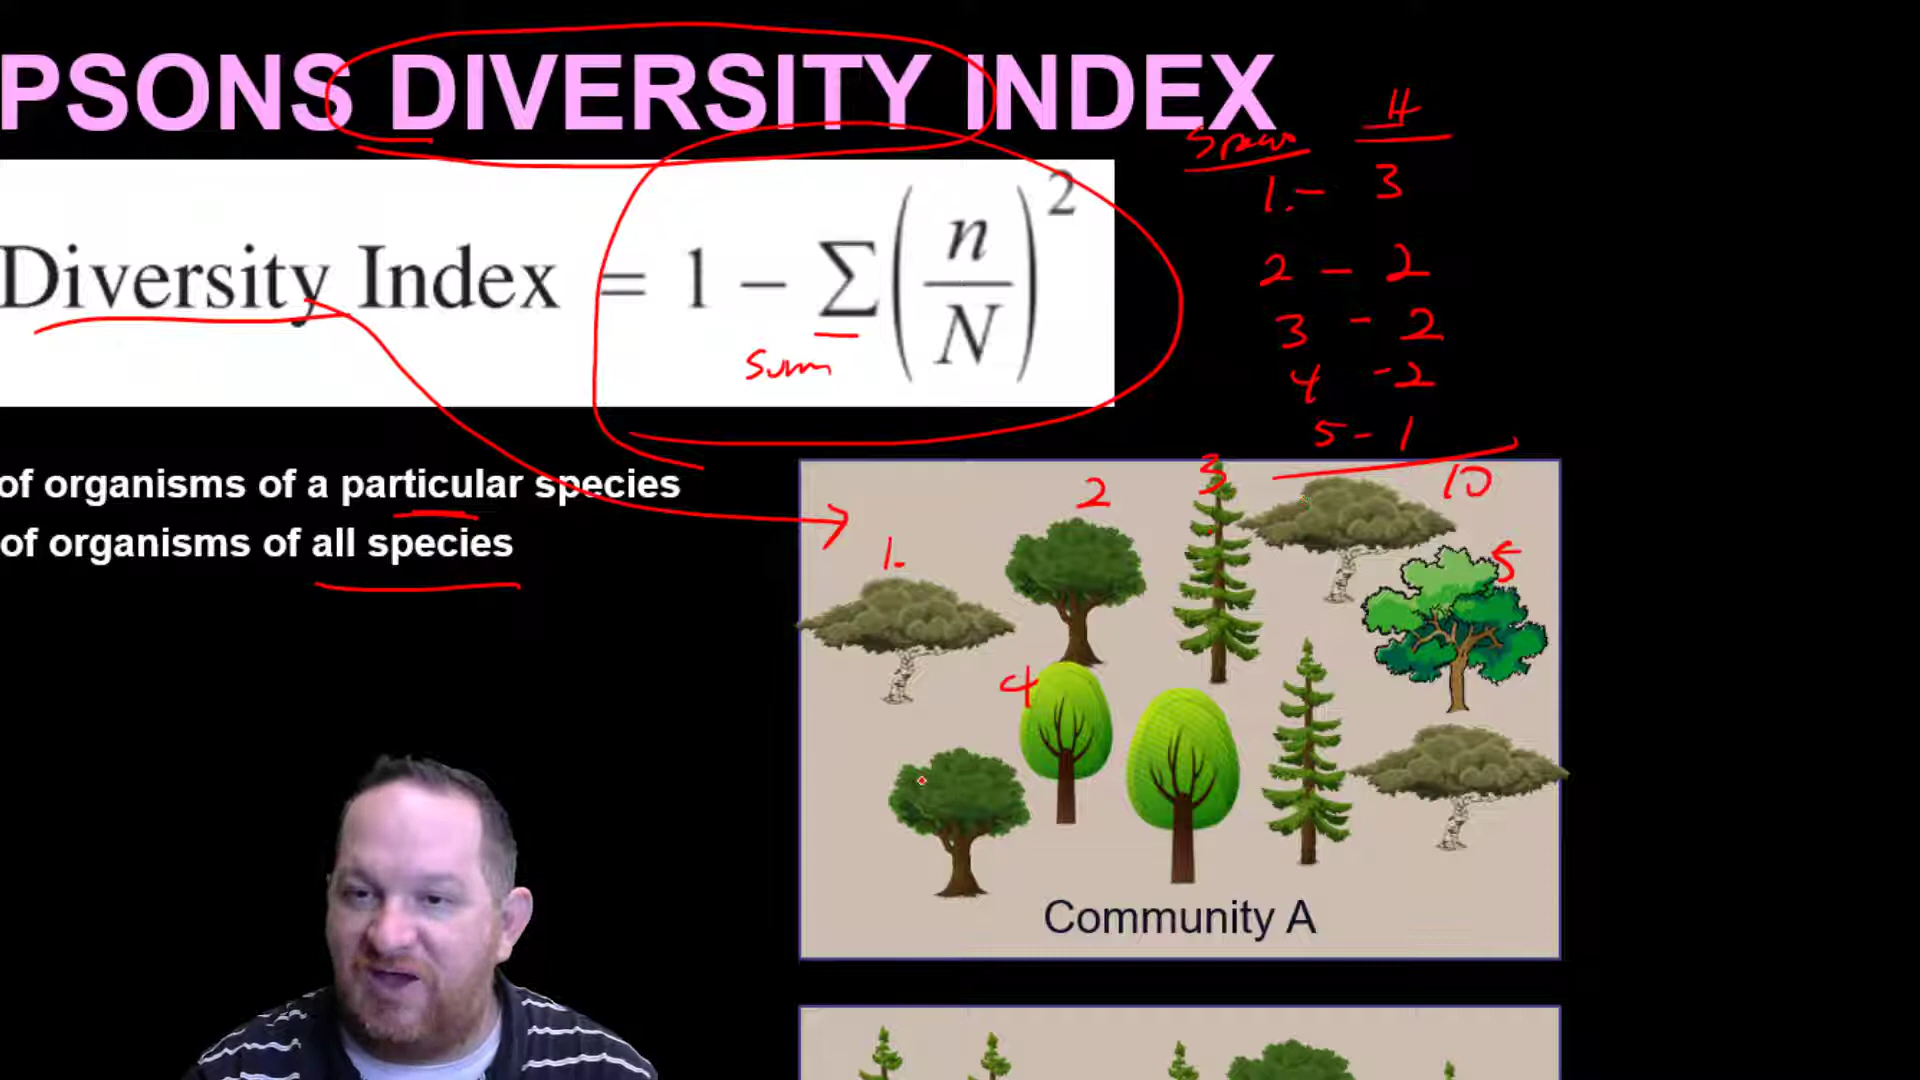 PSONS DIVERSITY INDEX
Diversity Index = 1 − Σ(n/N)²
Sum
#
1. - 3
2 - 2
3 - 2
4 - 2
5 - 1
10
of organisms of a particular species
of organisms of all species
1.
2
3
5
4
Community A